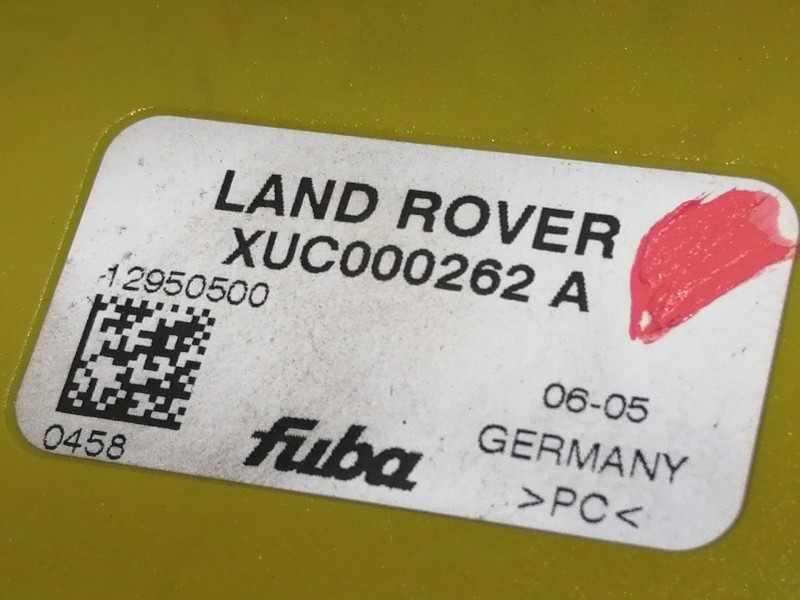 LAND ROVER
XUC000262 A
12950500
0458
fuba
06-05
GERMANY
>PC<